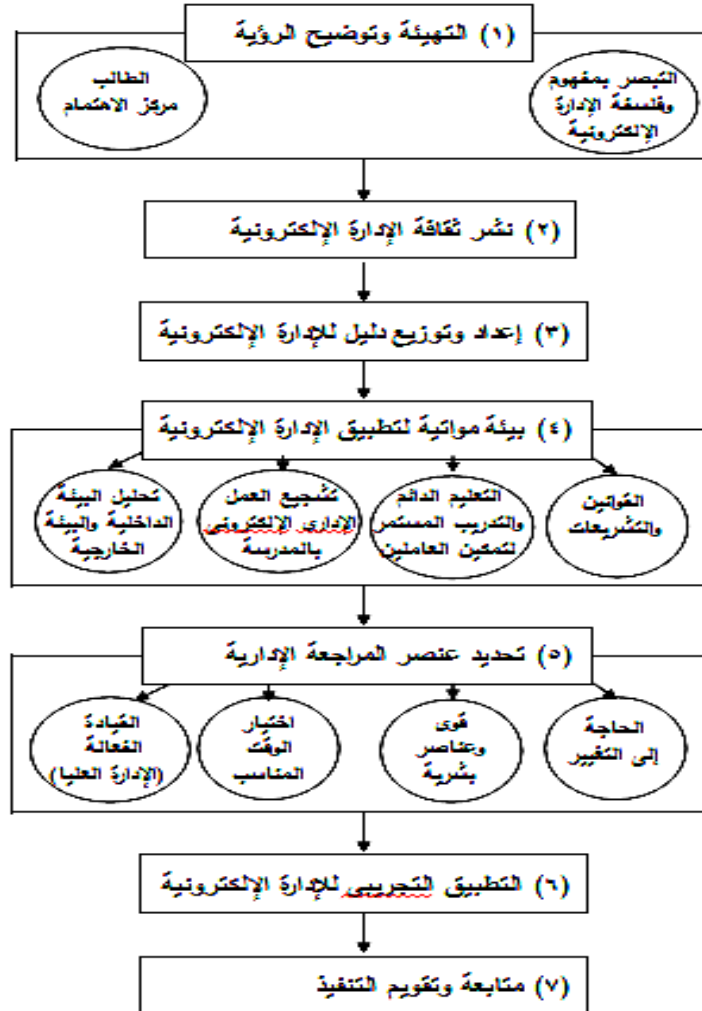 (١) التهيئة وتوضيح الرؤية
التبصر بمفهوم
وفلسفة الإدارة
الإلكترونية
الطالب
مركز الاهتمام
(٢) نشر ثقافة الإدارة الإلكترونية
(٣) إعداد وتوزيع دليل للإدارة الإلكترونية
(٤) بيئة مواتية لتطبيق الإدارة الإلكترونية
القوانين
والتشريعات
التعليم الدائم
والتدريب المستمر
لتمكين العاملين
تشجيع العمل
الإدارى الإلكترونى
بالمدرسة
تحليل البيئة
الداخلية والبيئة
الخارجية
(٥) تحديد عنصر المراجعة الإدارية
الحاجة
إلى التغيير
قوى
وعناصر
بشرية
اختيار
الوقت
المناسب
القيادة
الفعالة
(الإدارة العليا)
(٦) التطبيق التجريبى للإدارة الإلكترونية
(٧) متابعة وتقويم التنفيذ